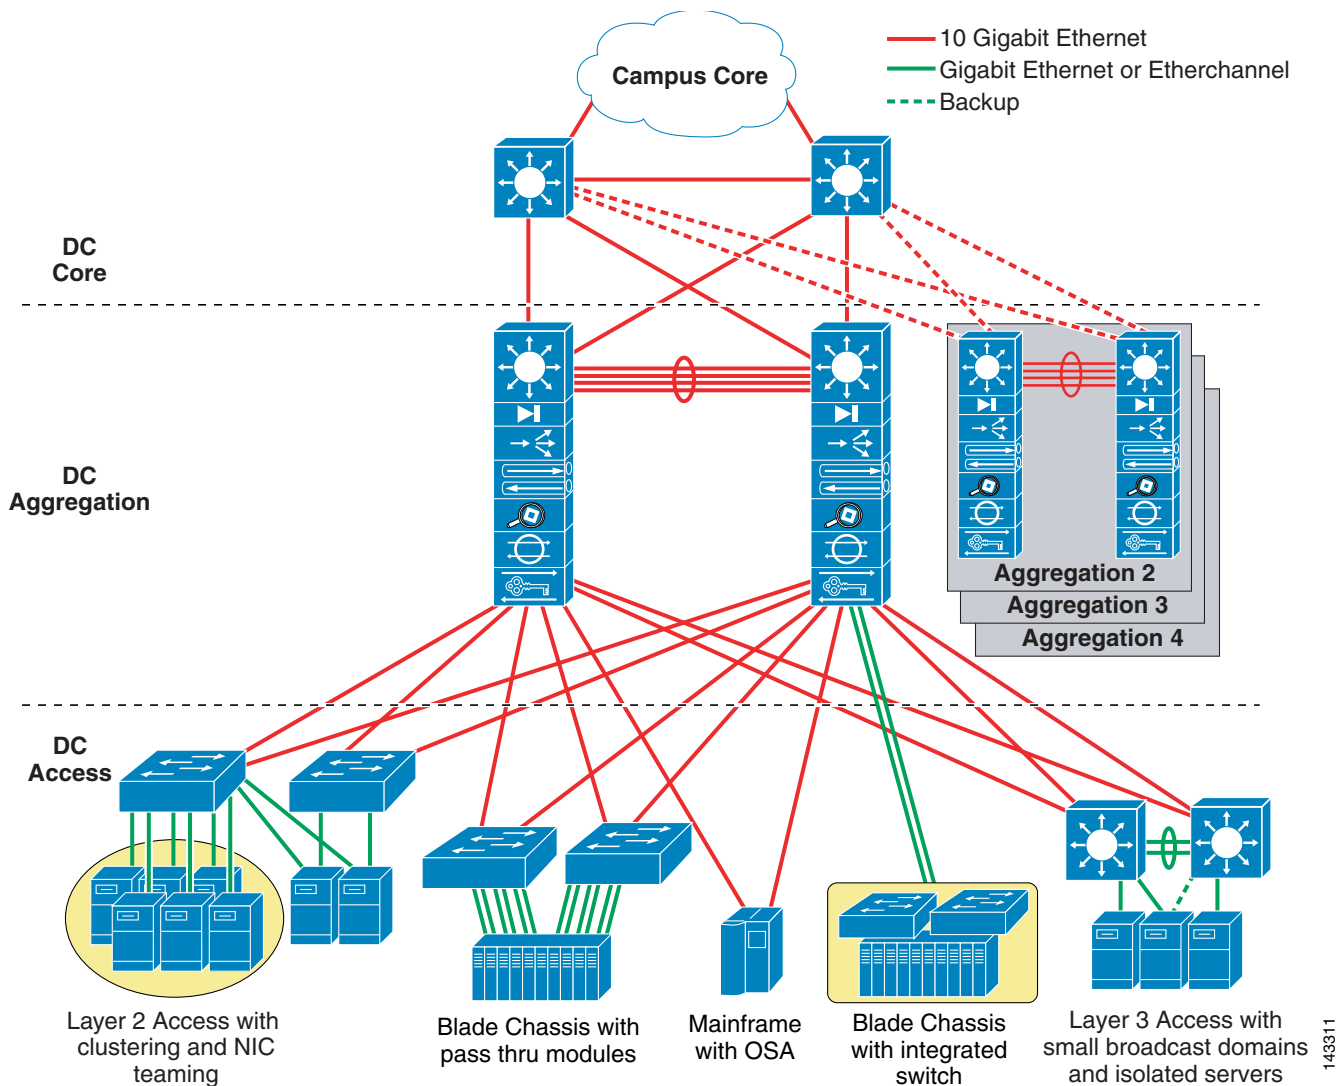 Campus Core
10 Gigabit Ethernet
Gigabit Ethernet or Etherchannel
Backup
DC
Core
DC
Aggregation
Aggregation 2
Aggregation 3
Aggregation 4
DC
Access
Layer 2 Access with
clustering and NIC
teaming
Blade Chassis with
pass thru modules
Mainframe
with OSA
Blade Chassis
with integrated
switch
Layer 3 Access with
small broadcast domains
and isolated servers
143311